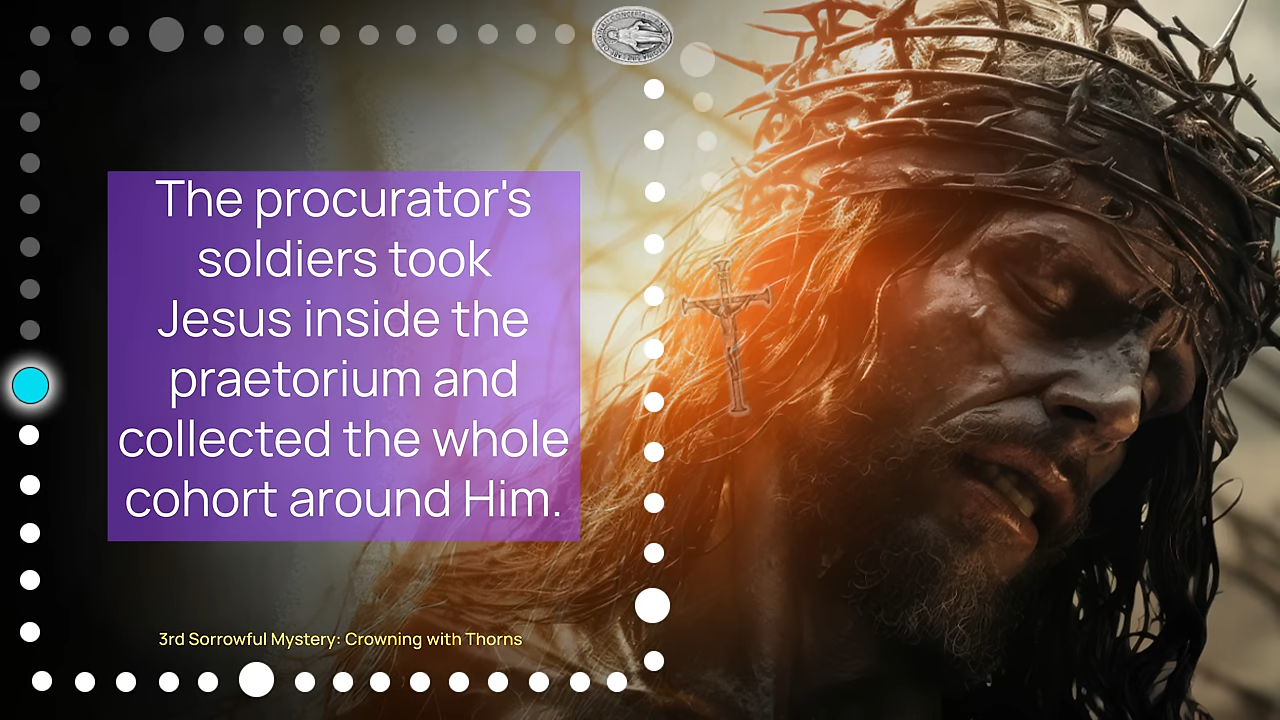 The procurator's
soldiers took
Jesus inside the
praetorium and
collected the whole
cohort around Him.
3rd Sorrowful Mystery: Crowning with Thorns